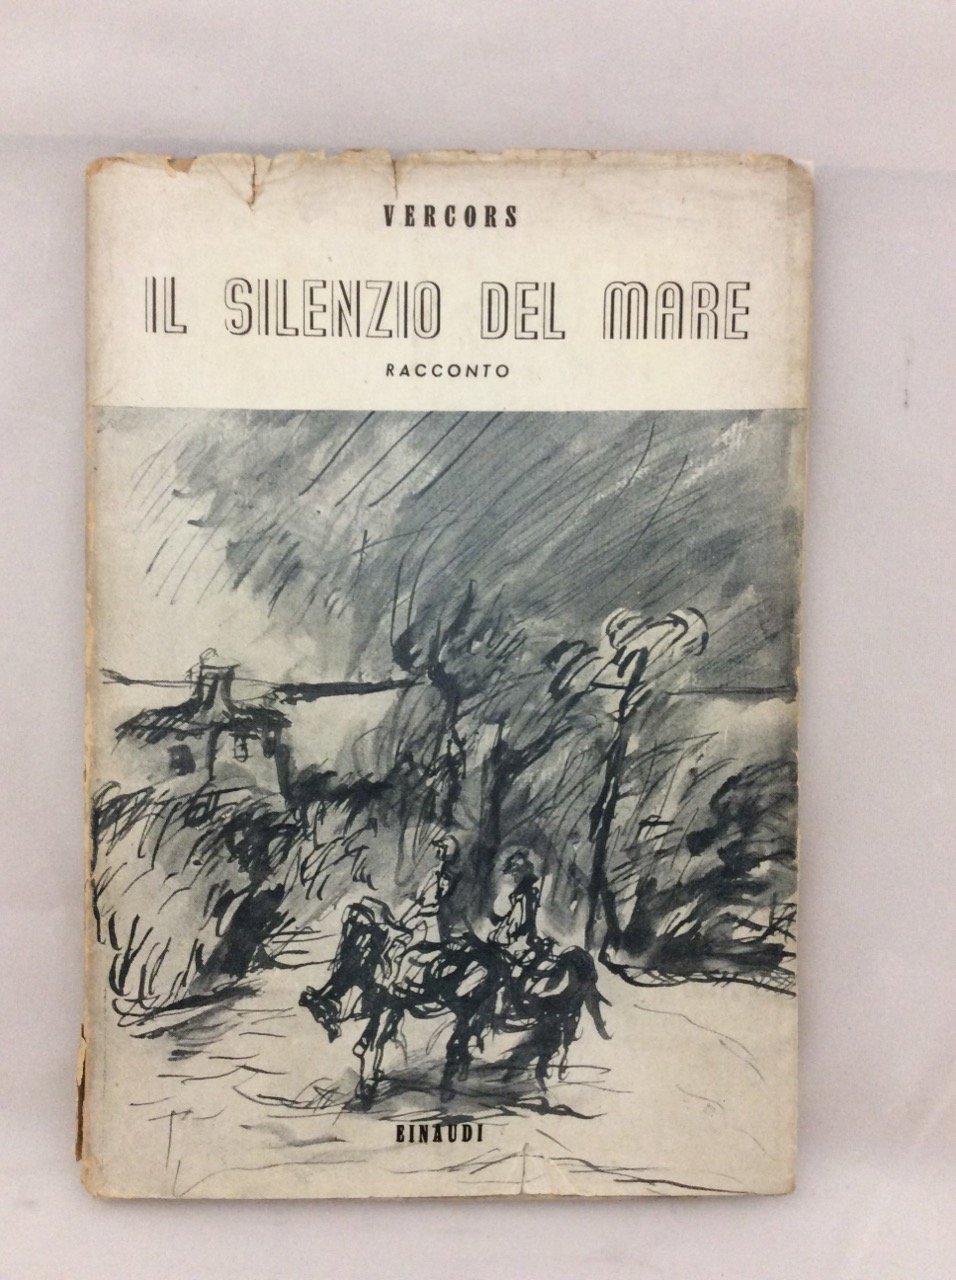 VERCORS
IL SILENZIO DEL MARE
RACCONTO
EINAUDI